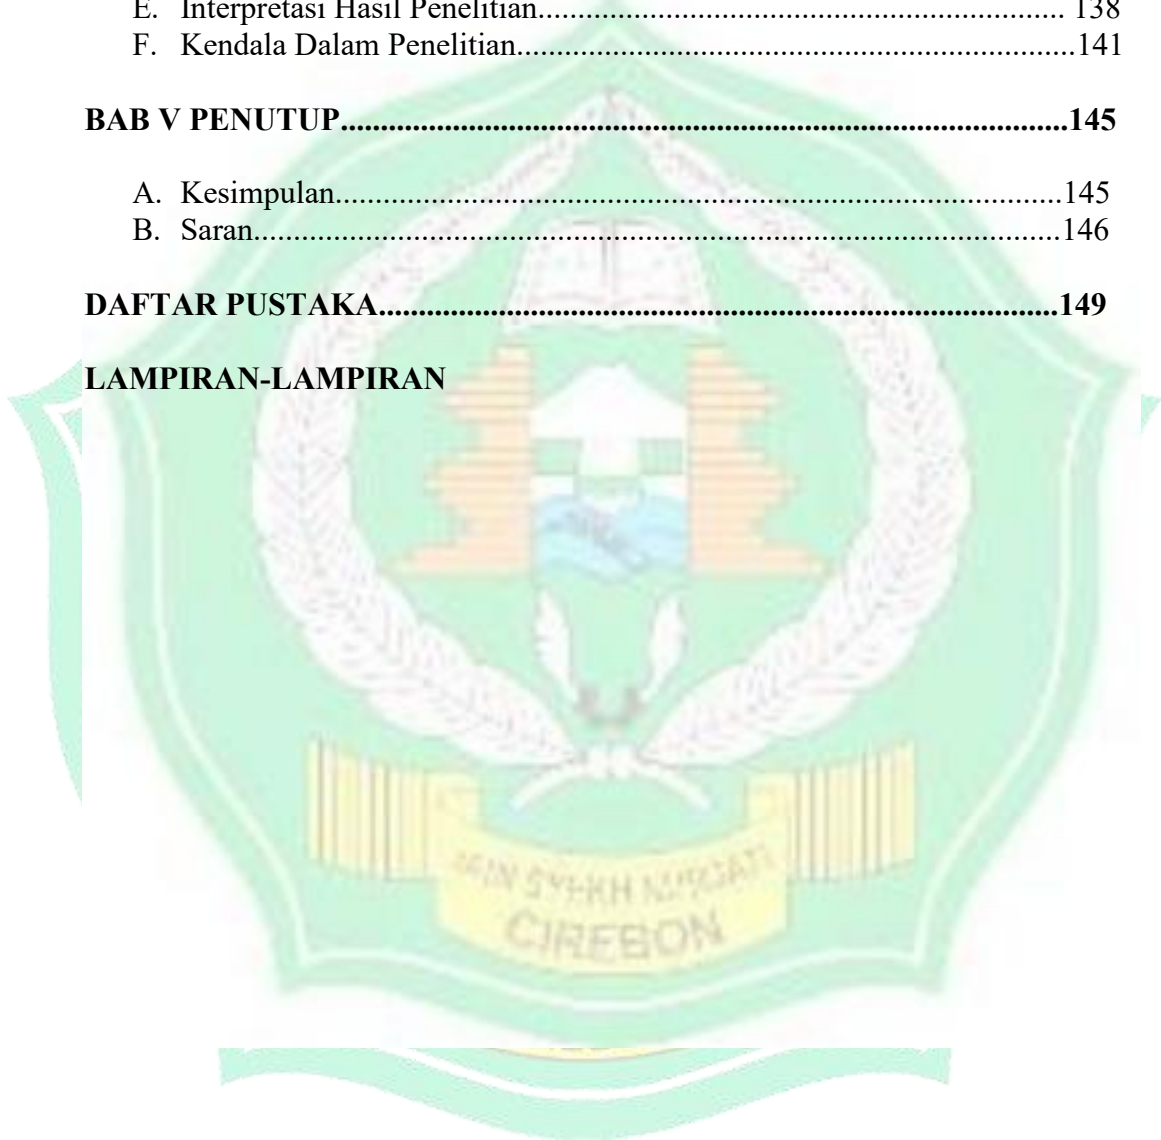 E. Interpretasi Hasil Penelitian.................................................................. 138
F. Kendala Dalam Penelitian......................................................................141
BAB V PENUTUP.........................................................................................145
A. Kesimpulan...........................................................................................145
B. Saran.....................................................................................................146
DAFTAR PUSTAKA.....................................................................................149
LAMPIRAN-LAMPIRAN
IAIN SYEKH NURJATI
CIREBON